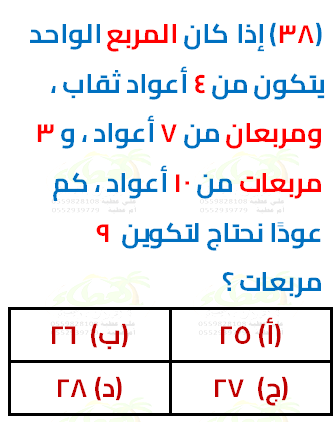 (٣٨) إذا كان المربع الواحد
يتكون من ٤ أعواد ثقاب ،
ومربعان من ٧ أعواد ، و ٣
مربعات من ١٠ أعواد ، كم
عودًا نحتاج لتكوين ٩
مربعات ؟
(أ) ٢٥ (ب) ٢٦
(ج) ٢٧ (د) ٢٨